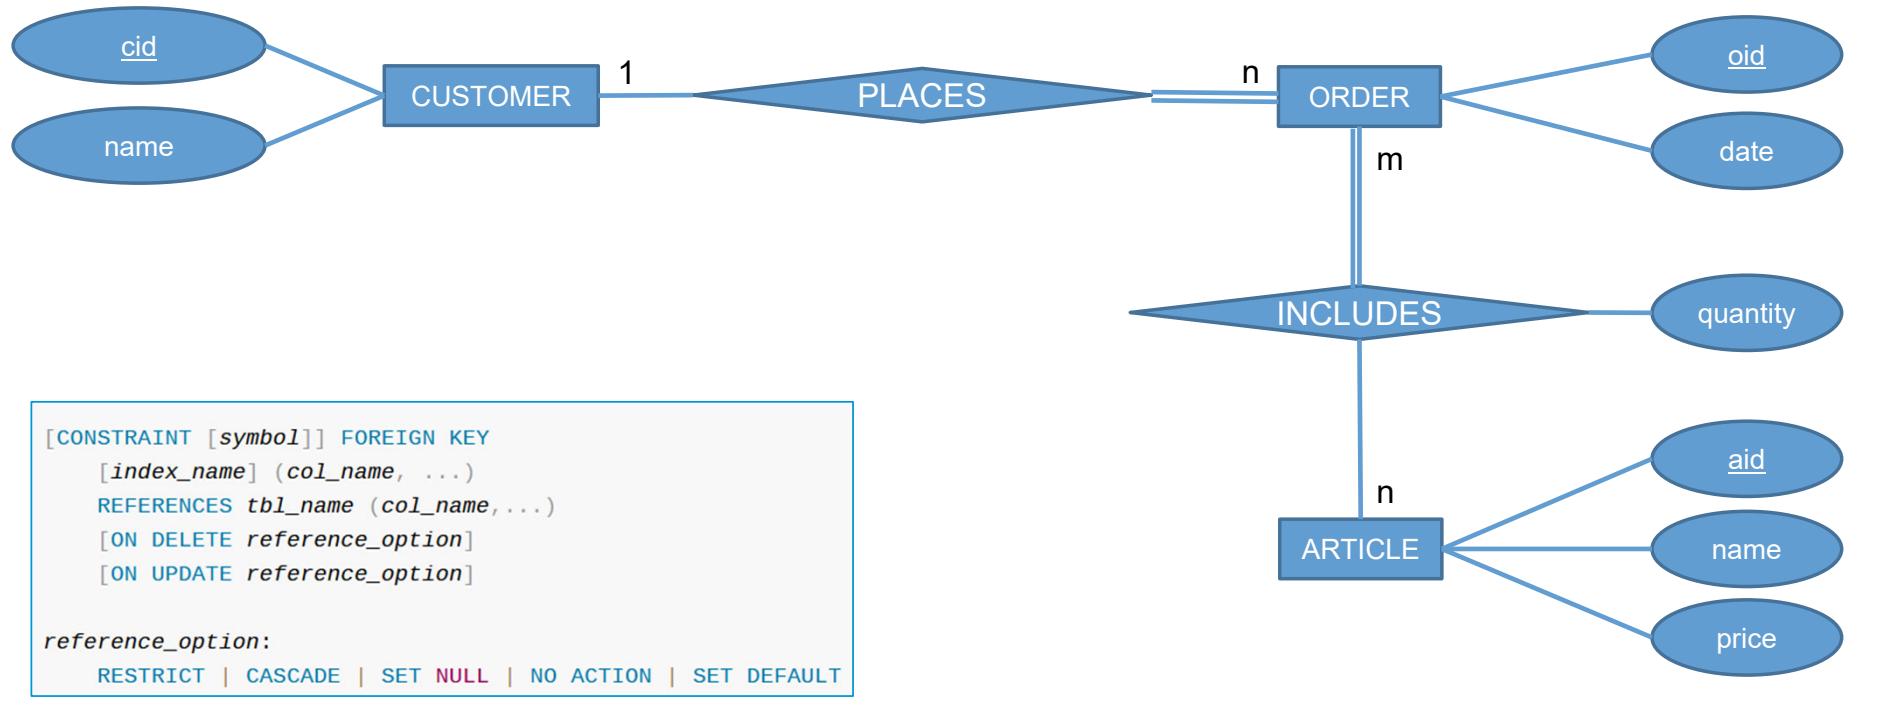 cid
name
CUSTOMER
1
PLACES
n
ORDER
oid
date
m
INCLUDES
quantity
n
ARTICLE
aid
name
price
[CONSTRAINT [symbol]] FOREIGN KEY
[index_name] (col_name, ...)
REFERENCES tbl_name (col_name,...)
[ON DELETE reference_option]
[ON UPDATE reference_option]
reference_option:
RESTRICT | CASCADE | SET NULL | NO ACTION | SET DEFAULT